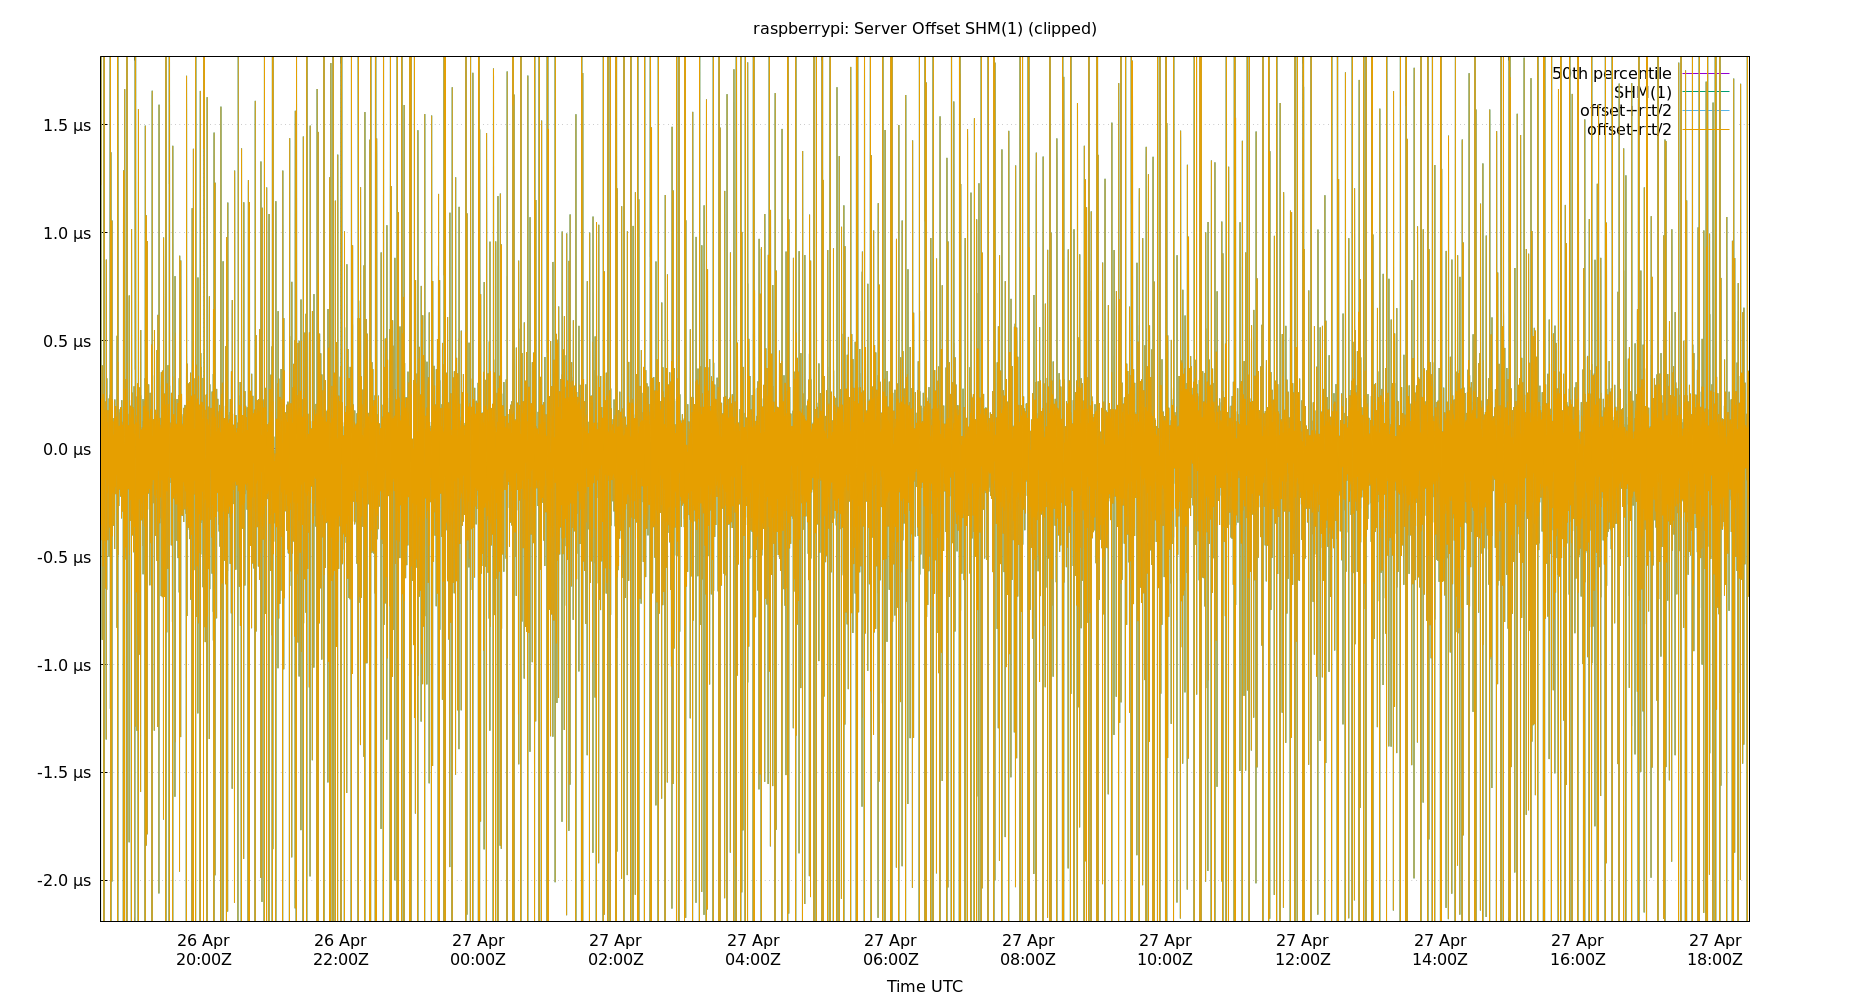 raspberrypi: Server Offset SHM(1) (clipped)
50th percentile
SHM(1)
offset+rtt/2
offset-rtt/2
1.5 µs
1.0 µs
0.5 µs
0.0 µs
-0.5 µs
-1.0 µs
-1.5 µs
-2.0 µs
26 Apr 26 Apr 27 Apr 27 Apr 27 Apr 27 Apr 27 Apr 27 Apr 27 Apr 27 Apr 27 Apr 27 Apr
20:00Z 22:00Z 00:00Z 02:00Z 04:00Z 06:00Z 08:00Z 10:00Z 12:00Z 14:00Z 16:00Z 18:00Z
Time UTC